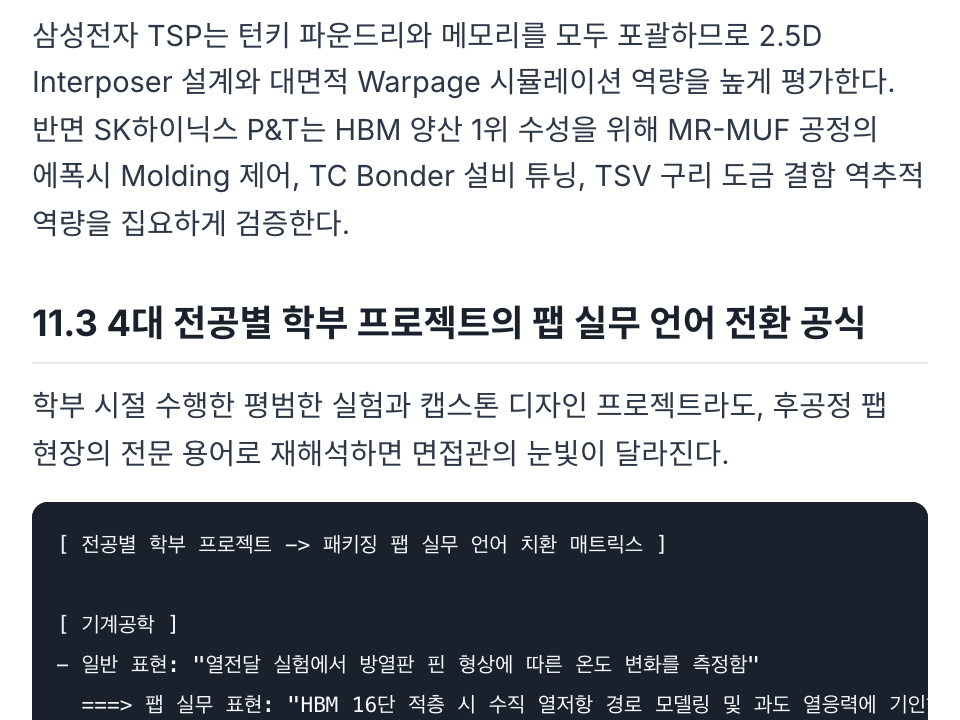 삼성전자 TSP는 턴키 파운드리와 메모리를 모두 포괄하므로 2.5D
Interposer 설계와 대면적 Warpage 시뮬레이션 역량을 높게 평가한다.
반면 SK하이닉스 P&T는 HBM 양산 1위 수성을 위해 MR-MUF 공정의
에폭시 Molding 제어, TC Bonder 설비 튜닝, TSV 구리 도금 결함 역추적
역량을 집요하게 검증한다.
11.3 4대 전공별 학부 프로젝트의 팹 실무 언어 전환 공식
학부 시절 수행한 평범한 실험과 캡스톤 디자인 프로젝트라도, 후공정 팹
현장의 전문 용어로 재해석하면 면접관의 눈빛이 달라진다.
[ 전공별 학부 프로젝트 —> 패키징 팹 실무 언어 치환 매트릭스 ]
[ 기계공학 ]
– 일반 표현: "열전달 실험에서 방열판 핀 형상에 따른 온도 변화를 측정함"
===> 팹 실무 표현: "HBM 16단 적층 시 수직 열저항 경로 모델링 및 과도 열응력에 기인